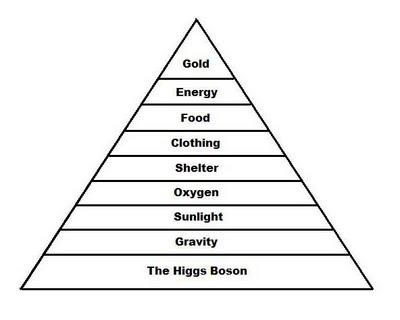 Gold
Energy
Food
Clothing
Shelter
Oxygen
Sunlight
Gravity
The Higgs Boson